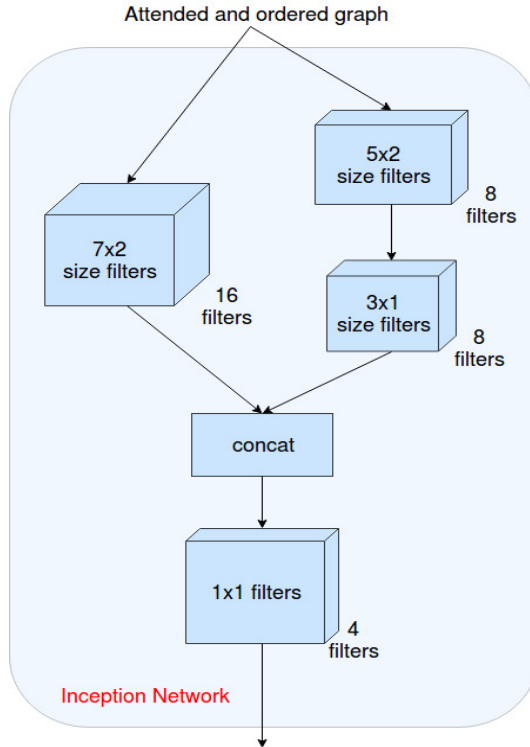 Attended and ordered graph
5x2
size filters
8
filters
7x2
size filters
16
filters
3x1
size filters
8
filters
concat
1x1 filters
4
filters
Inception Network